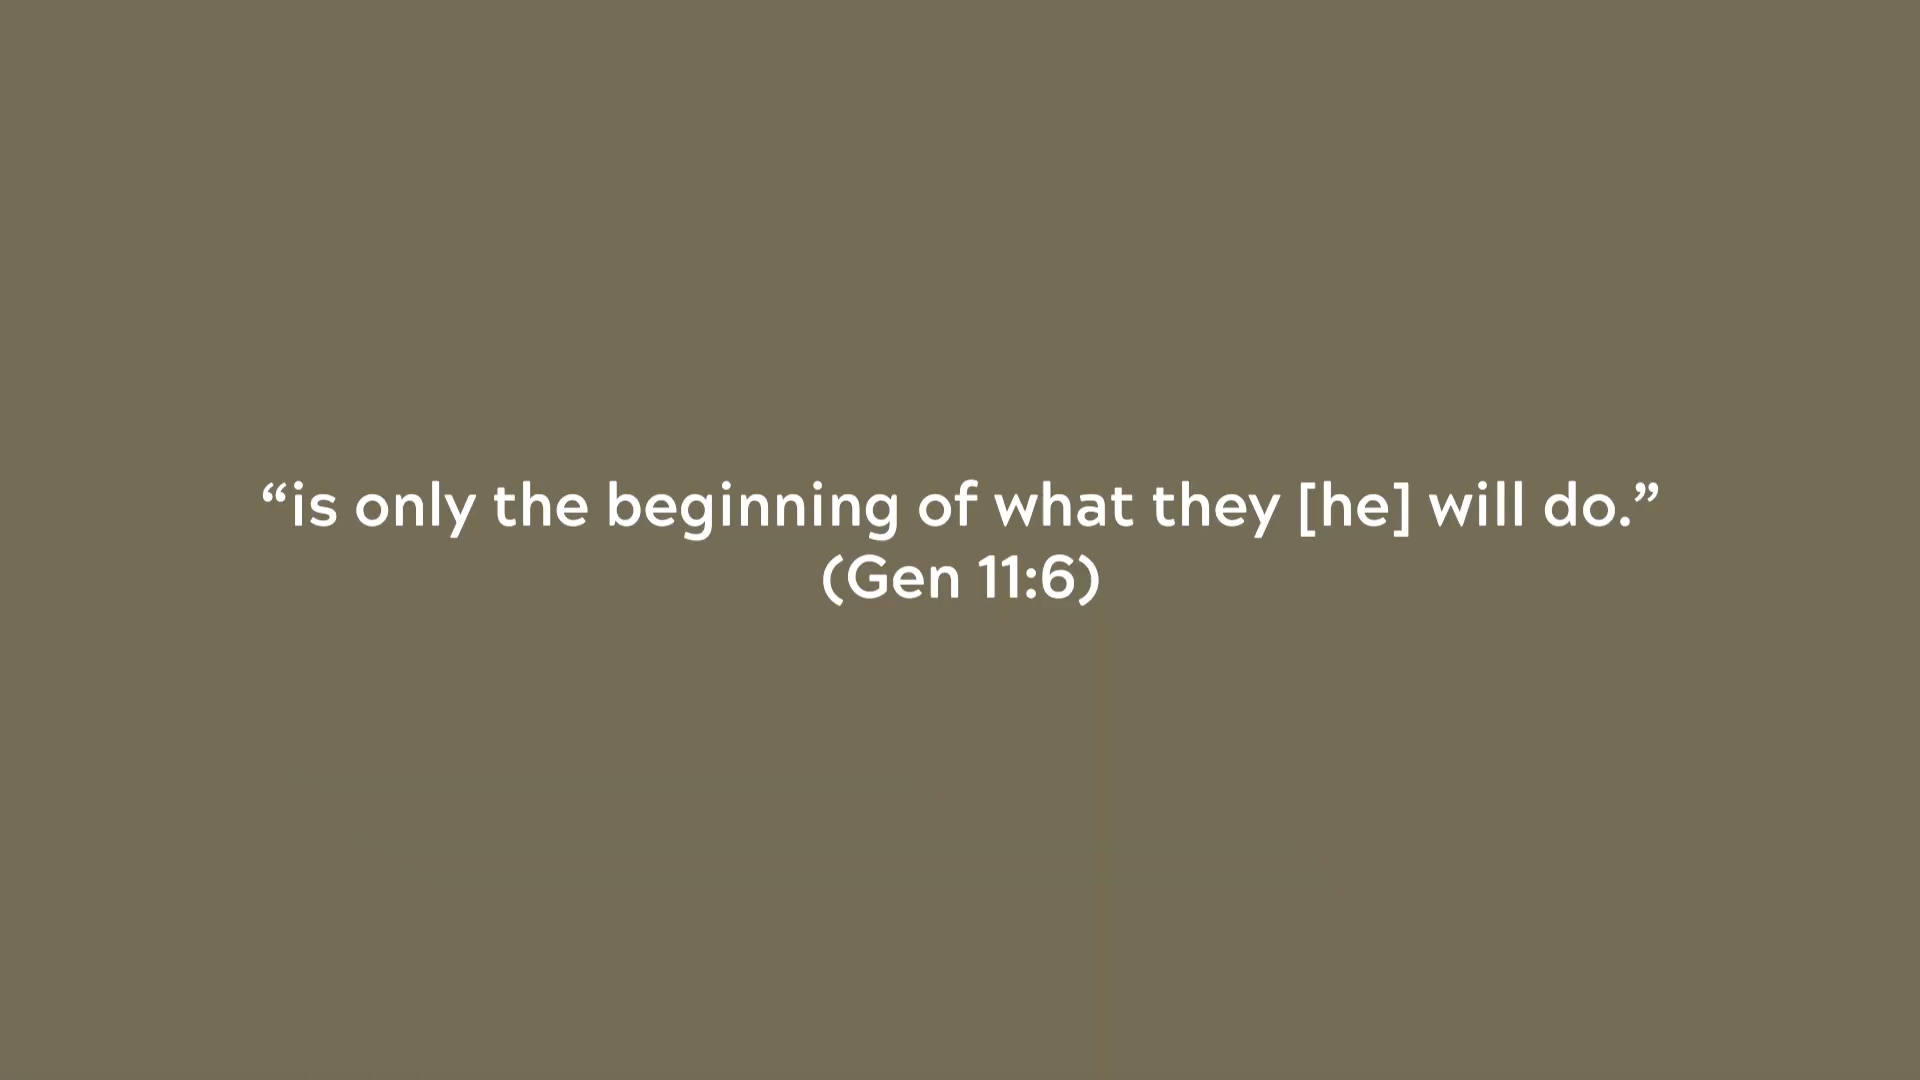 “is only the beginning of what they [he] will do.”
(Gen 11:6)